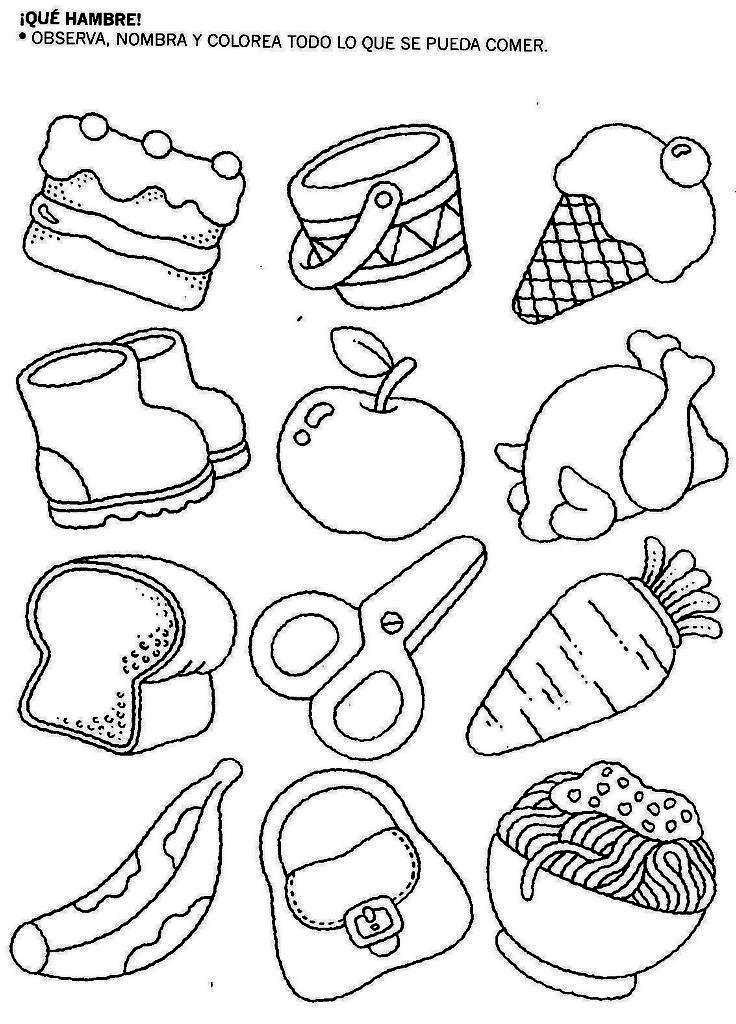 ¡QUÉ HAMBRE!
• OBSERVA, NOMBRA Y COLOREA TODO LO QUE SE PUEDA COMER.